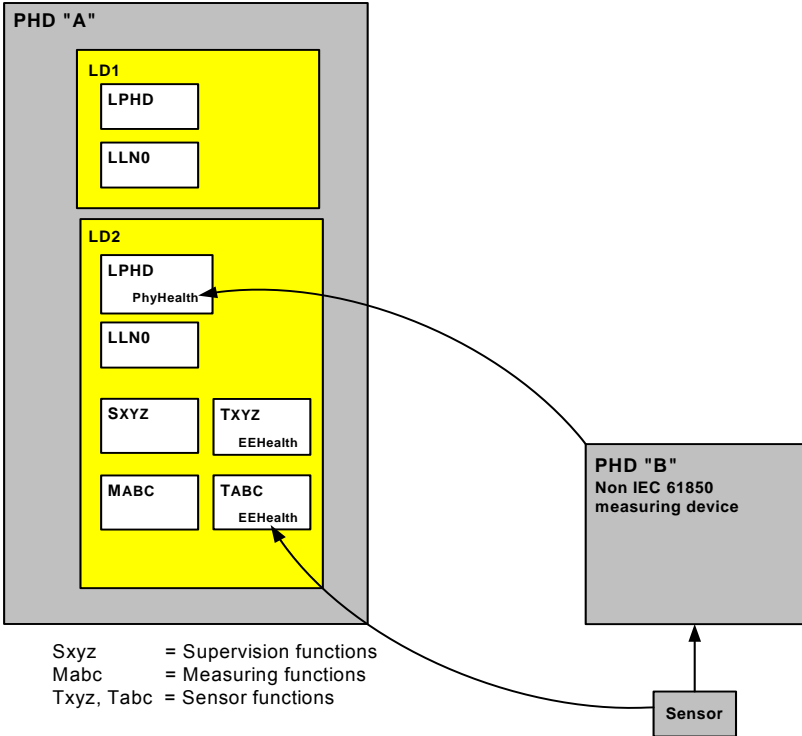 PHD "A"
LD1
LPHD
LLN0
LD2
LPHD
PhyHealth
LLN0
SXYZ
TXYZ
EEHealth
MABC
TABC
EEHealth
PHD "B"
Non IEC 61850
measuring device
Sensor
Sxyz = Supervision functions
Mabc = Measuring functions
Txyz, Tabc = Sensor functions